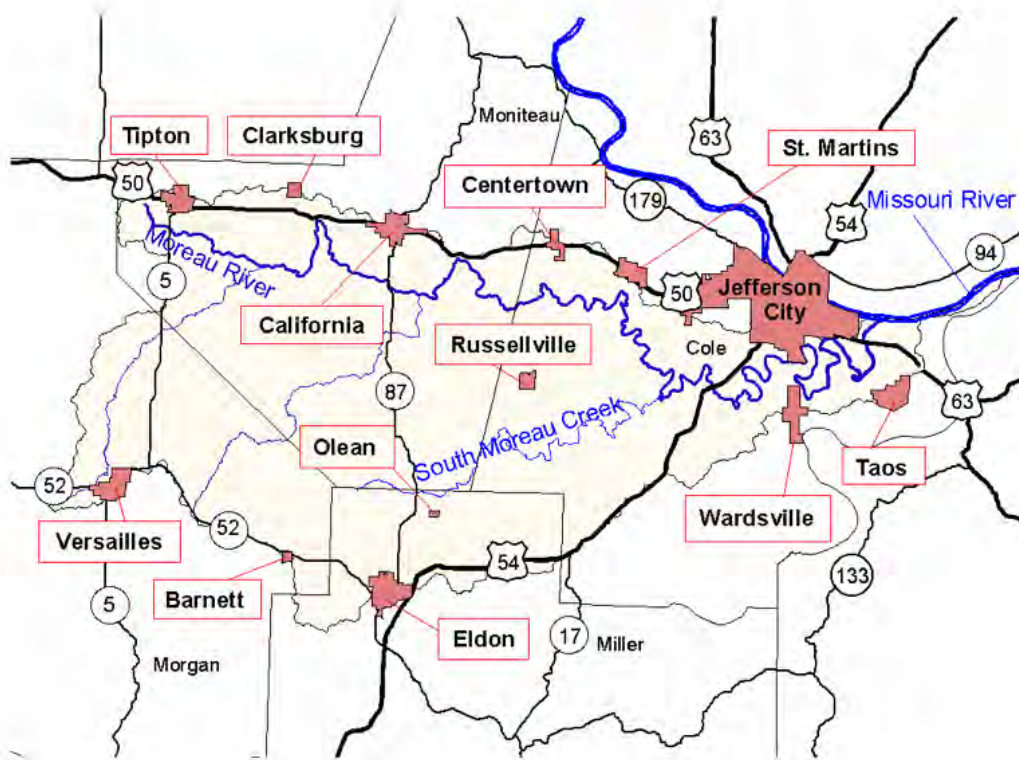 Moniteau
Tipton
Clarksburg
63
St. Martins
50
Centertown
179
54
Missouri River
94
Moreau River
5
50
Jefferson
City
California
Russellville
Cole
87
63
Olean
South Moreau Creek
Taos
52
Wardsville
Versailles
52
54
133
Barnett
5
17
Eldon
Miller
Morgan